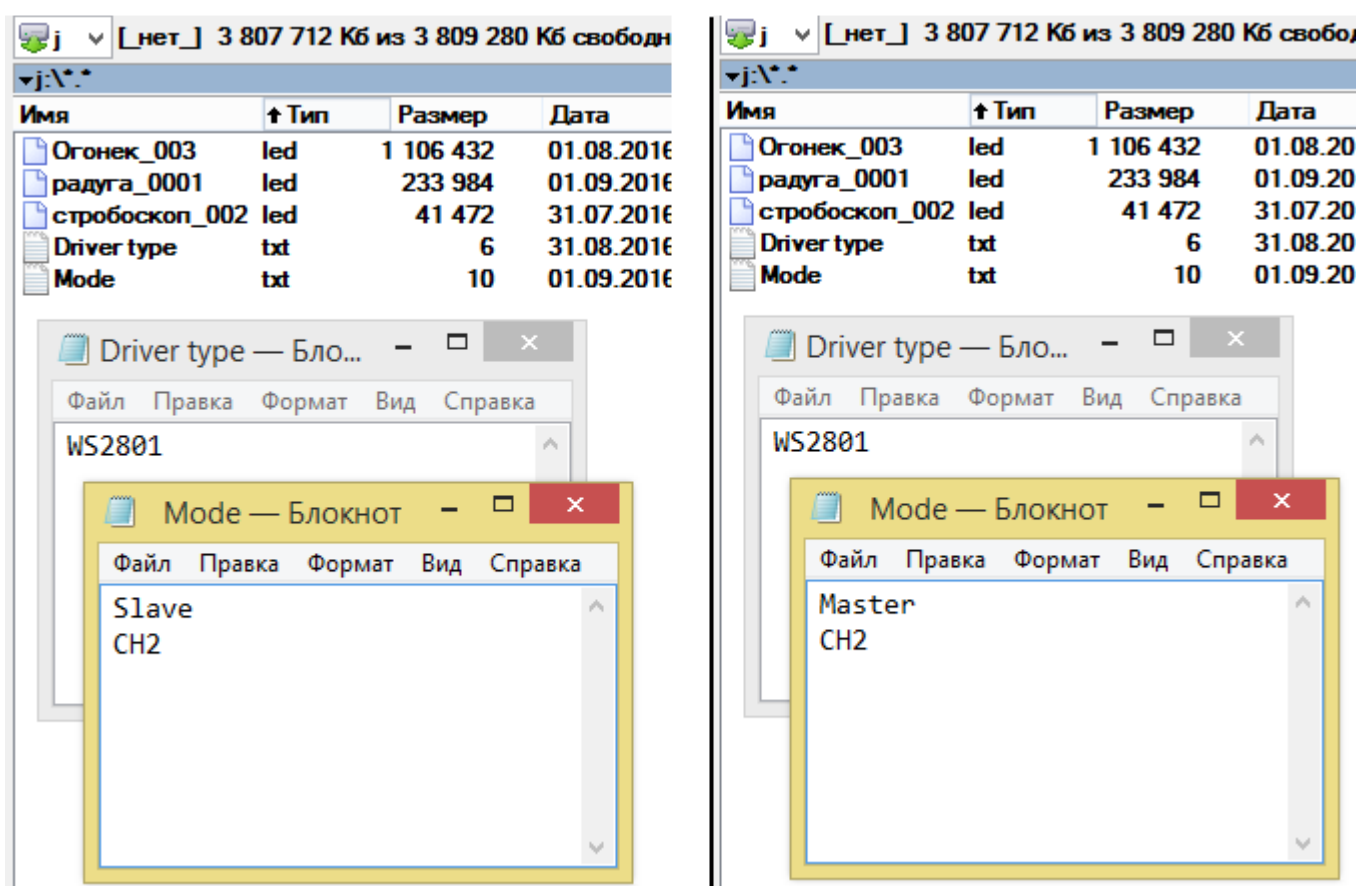 j [_нет_] 3 807 712 Кб из 3 809 280 Кб свободн
j:\*.*
Имя Тип Размер Дата
Огонек_003 led 1 106 432 01.08.2016
радуга_0001 led 233 984 01.09.2016
стробоскоп_002 led 41 472 31.07.2016
Driver type txt 6 31.08.2016
Mode txt 10 01.09.2016
Driver type — Бло...
Файл Правка Формат Вид Справка
WS2801
Mode — Блокнот
Файл Правка Формат Вид Справка
Slave
CH2
j [_нет_] 3 807 712 Кб из 3 809 280 Кб свобо
j:\*.*
Имя Тип Размер Дата
Огонек_003 led 1 106 432 01.08.20
радуга_0001 led 233 984 01.09.20
стробоскоп_002 led 41 472 31.07.20
Driver type txt 6 31.08.20
Mode txt 10 01.09.20
Driver type — Бло...
Файл Правка Формат Вид Справка
WS2801
Mode — Блокнот
Файл Правка Формат Вид Справка
Master
CH2